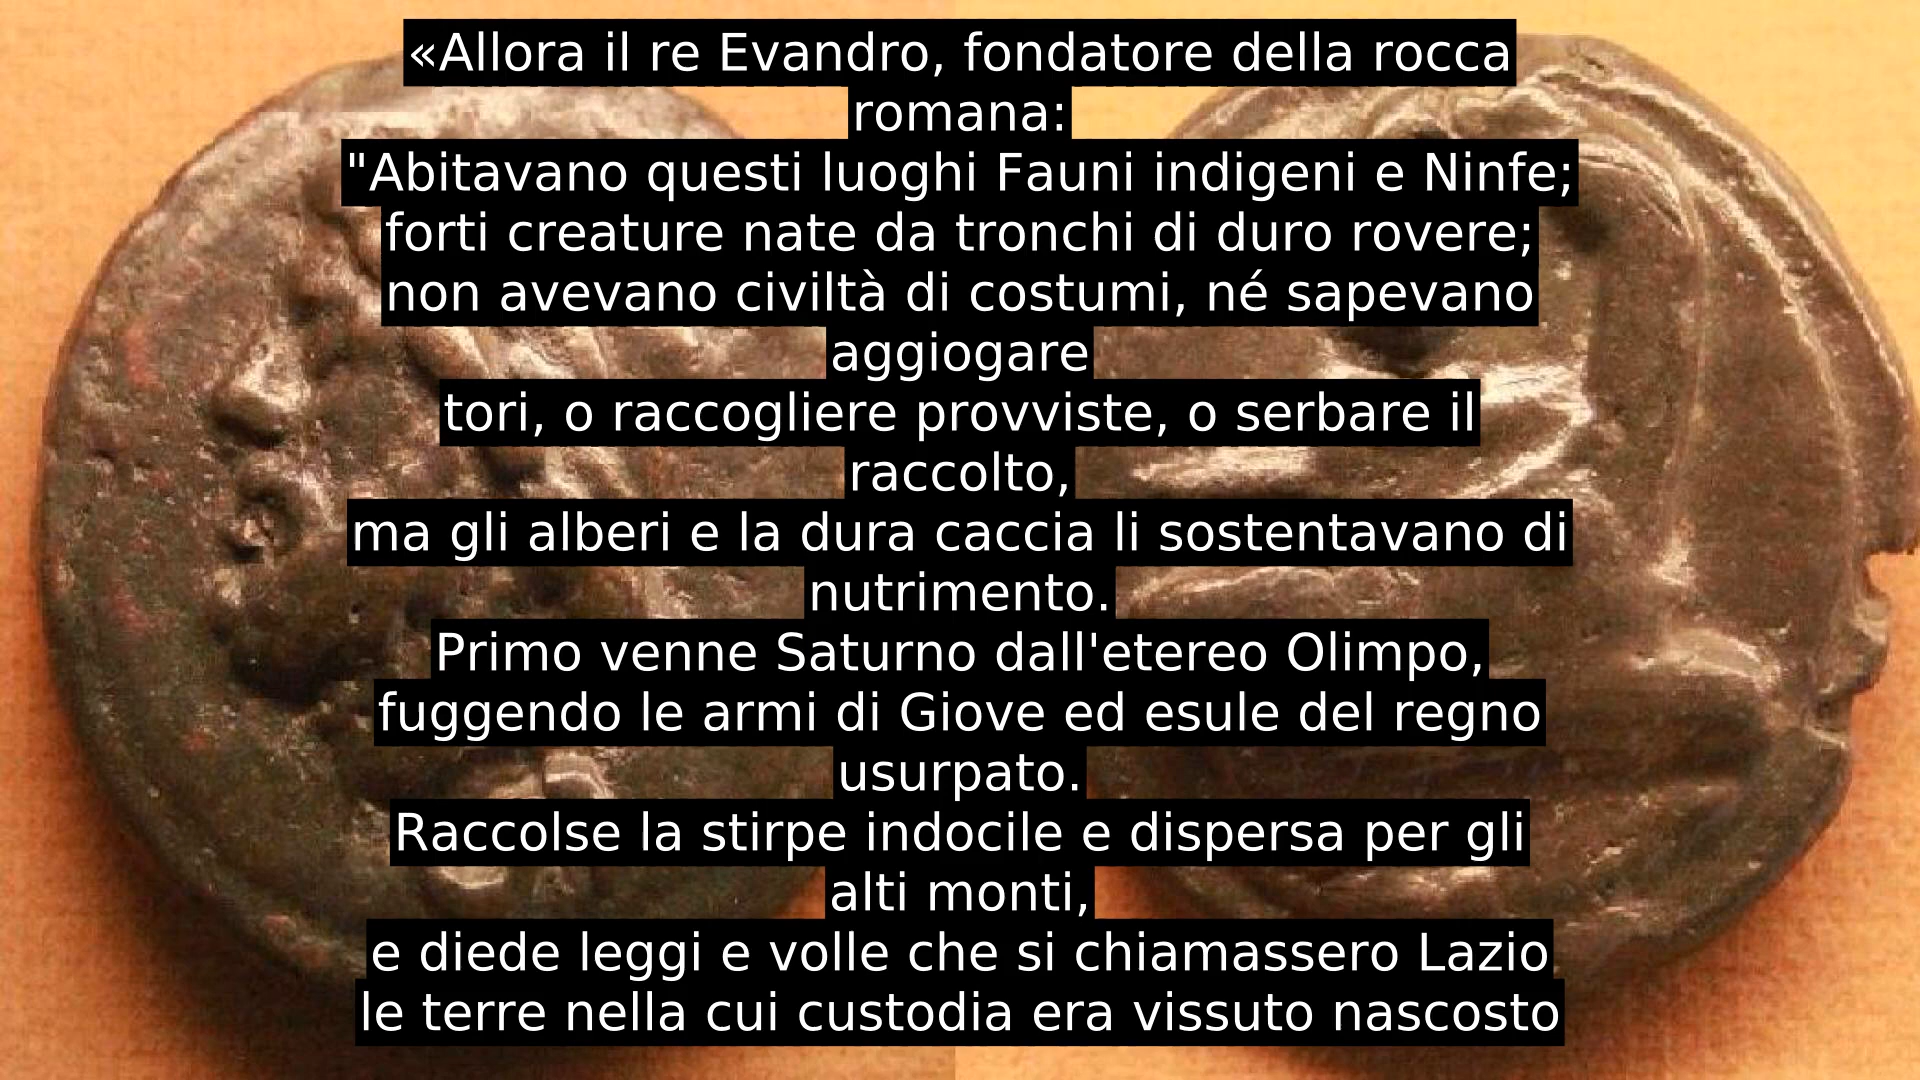 «Allora il re Evandro, fondatore della rocca
romana:
"Abitavano questi luoghi Fauni indigeni e Ninfe;
forti creature nate da tronchi di duro rovere;
non avevano civiltà di costumi, né sapevano
aggiogare
tori, o raccogliere provviste, o serbare il
raccolto,
ma gli alberi e la dura caccia li sostentavano di
nutrimento.
Primo venne Saturno dall'etereo Olimpo,
fuggendo le armi di Giove ed esule del regno
usurpato.
Raccolse la stirpe indocile e dispersa per gli
alti monti,
e diede leggi e volle che si chiamassero Lazio
le terre nella cui custodia era vissuto nascosto